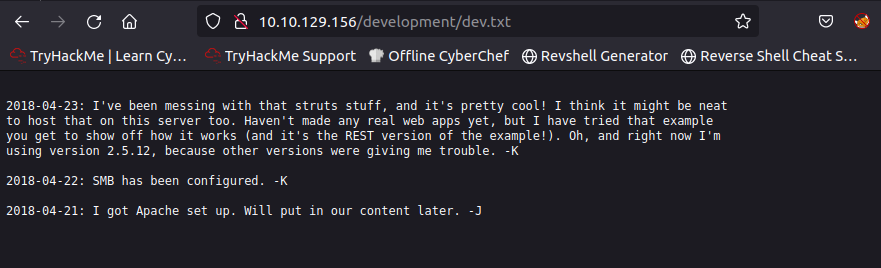 10.10.129.156/development/dev.txt
TryHackMe | Learn Cy… TryHackMe Support Offline CyberChef Revshell Generator Reverse Shell Cheat S…
2018-04-23: I've been messing with that struts stuff, and it's pretty cool! I think it might be neat
to host that on this server too. Haven't made any real web apps yet, but I have tried that example
you get to show off how it works (and it's the REST version of the example!). Oh, and right now I'm
using version 2.5.12, because other versions were giving me trouble. -K
2018-04-22: SMB has been configured. -K
2018-04-21: I got Apache set up. Will put in our content later. -J